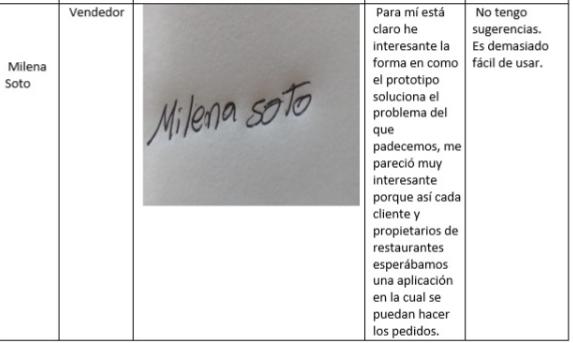 Milena
Soto
Vendedor
Milena soto
Para mí está
claro he
interesante la
forma en como
el prototipo
soluciona el
problema del
que
padecemos, me
pareció muy
interesante
porque así cada
cliente y
propietarios de
restaurantes
esperábamos
una aplicación
en la cual se
puedan hacer
los pedidos.
No tengo
sugerencias.
Es demasiado
fácil de usar.